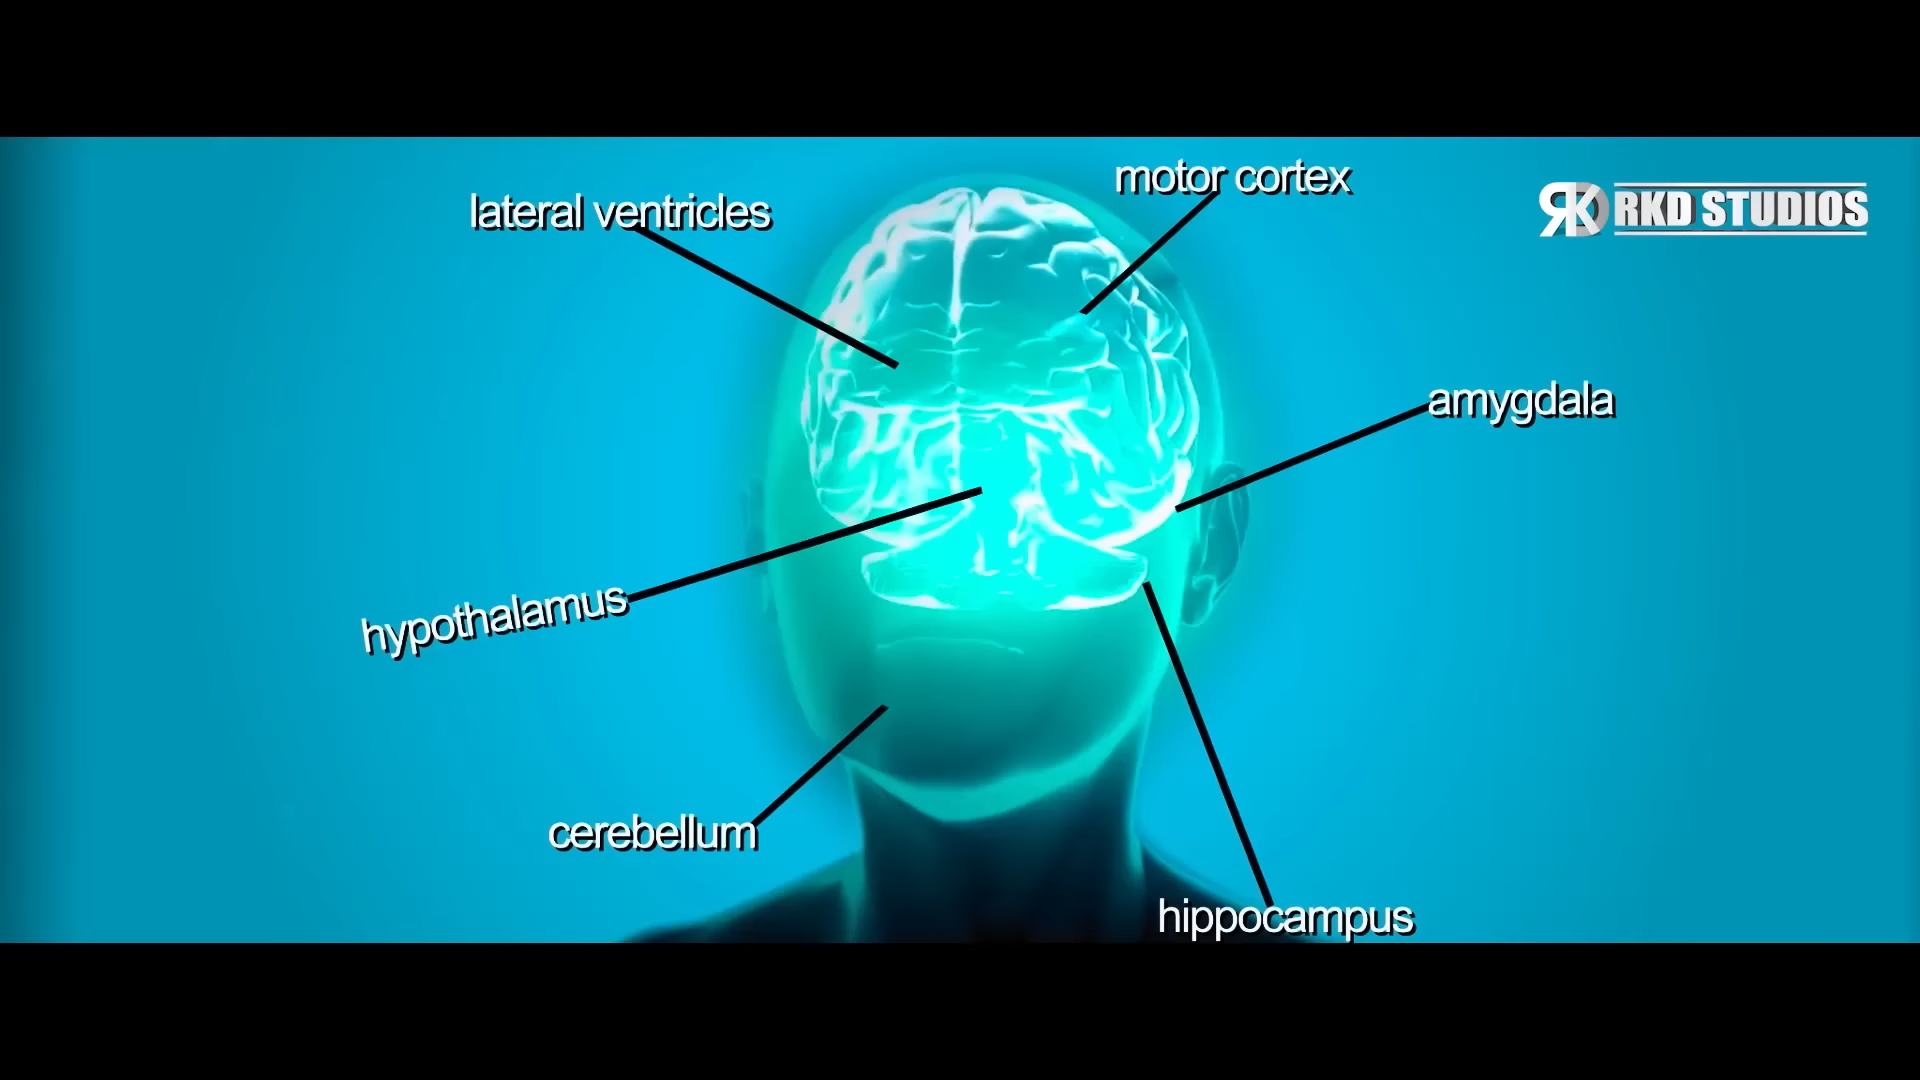 motor cortex
lateral ventricles
RKD STUDIOS
amygdala
hypothalamus
cerebellum
hippocampus